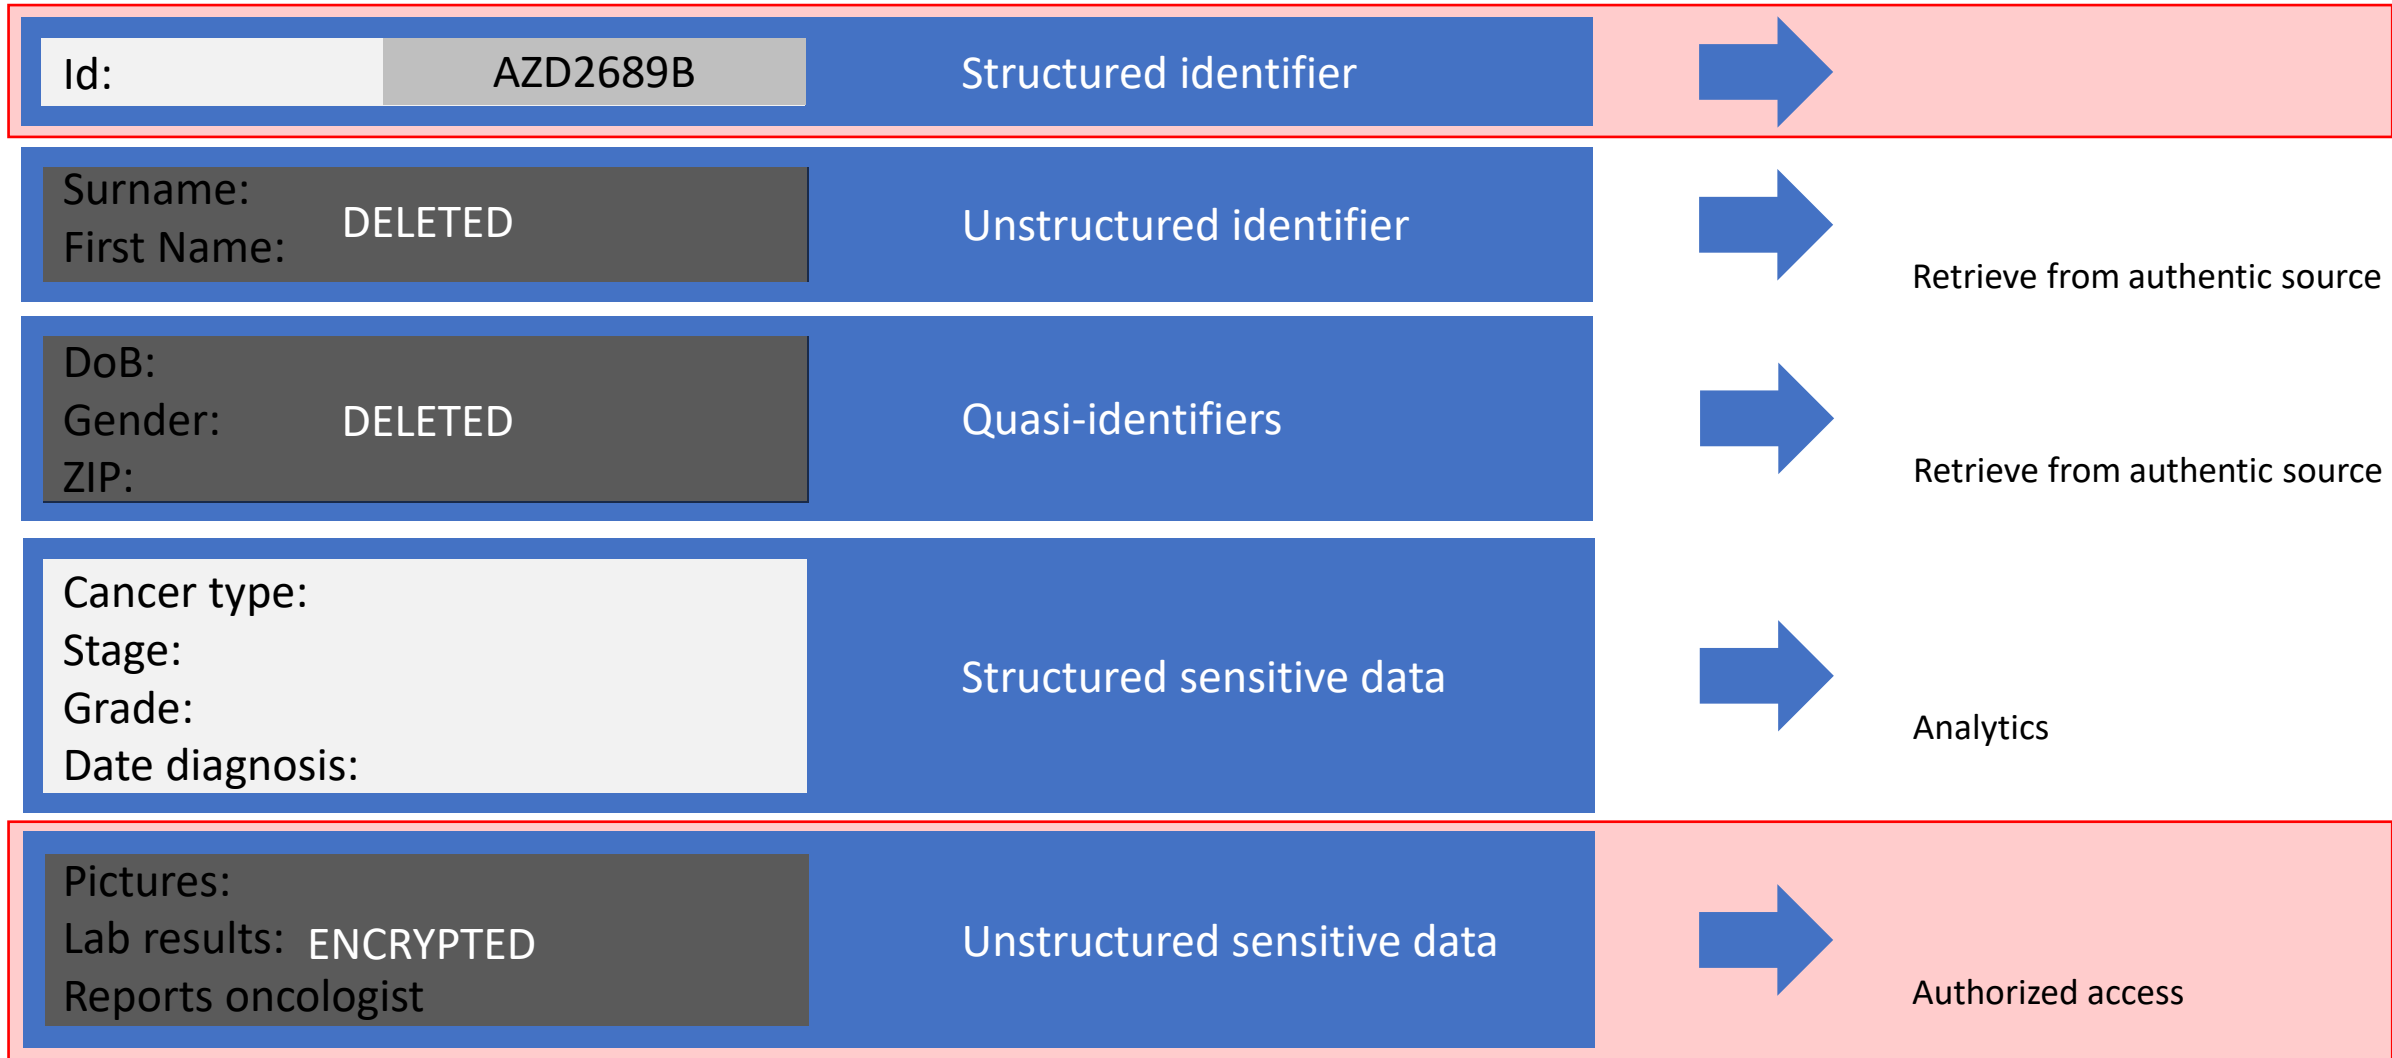 Id: AZD2689B Structured identifier
Surname:
First Name:
DELETED
Unstructured identifier
Retrieve from authentic source
DoB:
Gender:
ZIP:
DELETED
Quasi-identifiers
Retrieve from authentic source
Cancer type:
Stage:
Grade:
Date diagnosis:
Structured sensitive data
Analytics
Pictures:
Lab results:
Reports oncologist
ENCRYPTED
Unstructured sensitive data
Authorized access